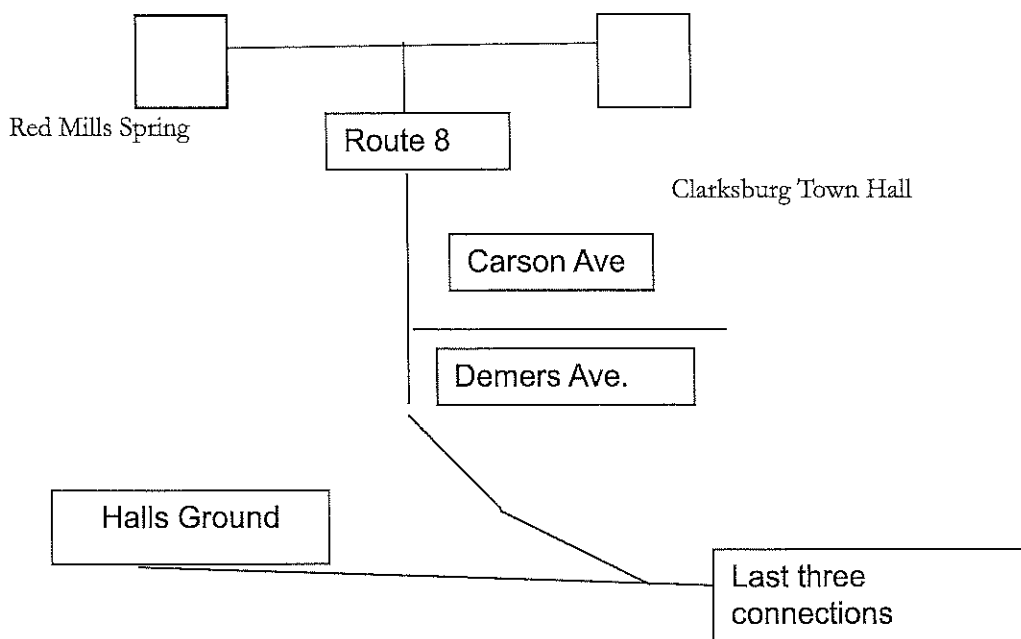 Red Mills Spring
Route 8
Clarksburg Town Hall
Carson Ave
Demers Ave.
Halls Ground
Last three
connections